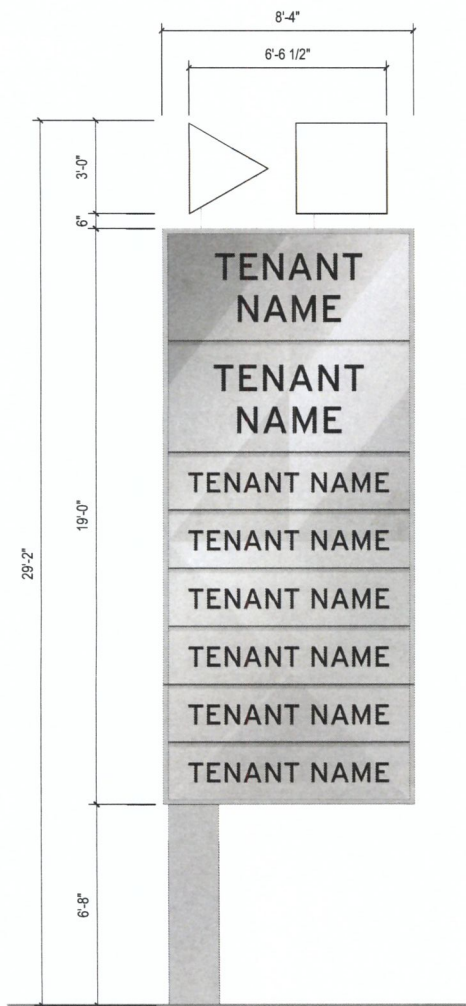 8'-4"
6'-6 1/2"
3'-0"
6"
TENANT
NAME
TENANT
NAME
TENANT NAME
TENANT NAME
TENANT NAME
TENANT NAME
TENANT NAME
TENANT NAME
19'-0"
29'-2"
6'-8"